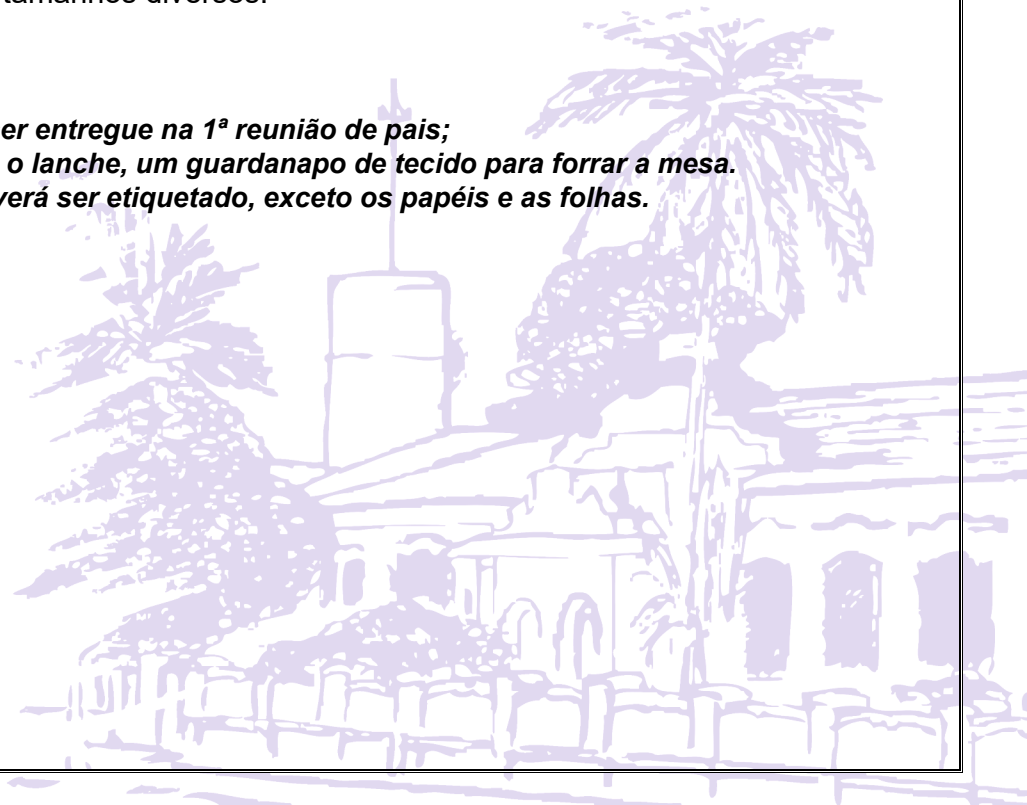 tamanhos diversos.
er entregue na 1ª reunião de pais;
o lanche, um guardanapo de tecido para forrar a mesa.
verá ser etiquetado, exceto os papéis e as folhas.